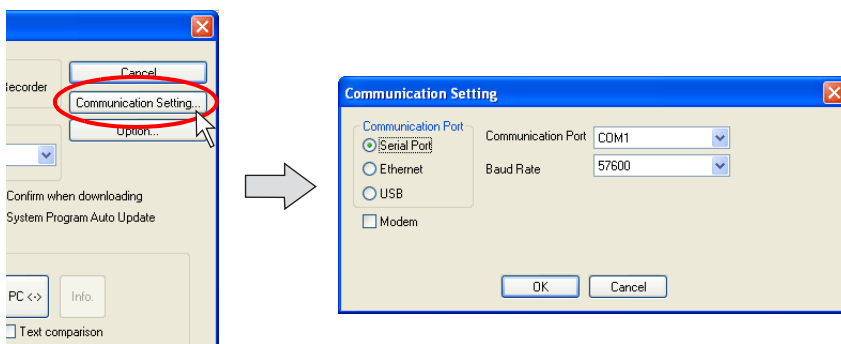 Cancel
ecorder
Communication Setting...
Option...
Confirm when downloading
System Program Auto Update
PC <->
Info.
Text comparison
Communication Setting
Communication Port
Serial Port
Communication Port
COM1
Ethernet
Baud Rate
57600
USB
Modem
OK
Cancel